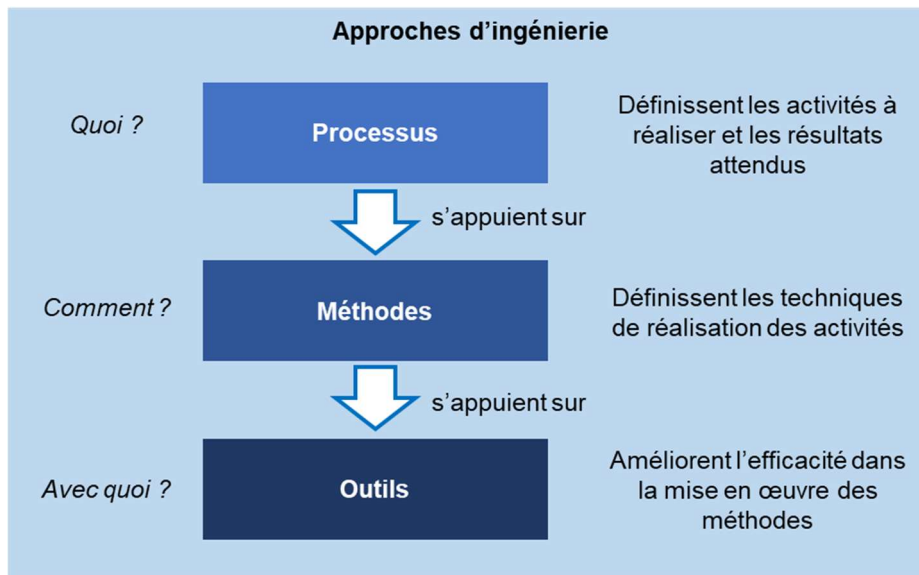 Approches d’ingénierie
Quoi ?
Processus
Définissent les activités à
réaliser et les résultats
attendus
s’appuient sur
Comment ?
Méthodes
Définissent les techniques
de réalisation des activités
s’appuient sur
Avec quoi ?
Outils
Améliorent l’efficacité dans
la mise en œuvre des
méthodes